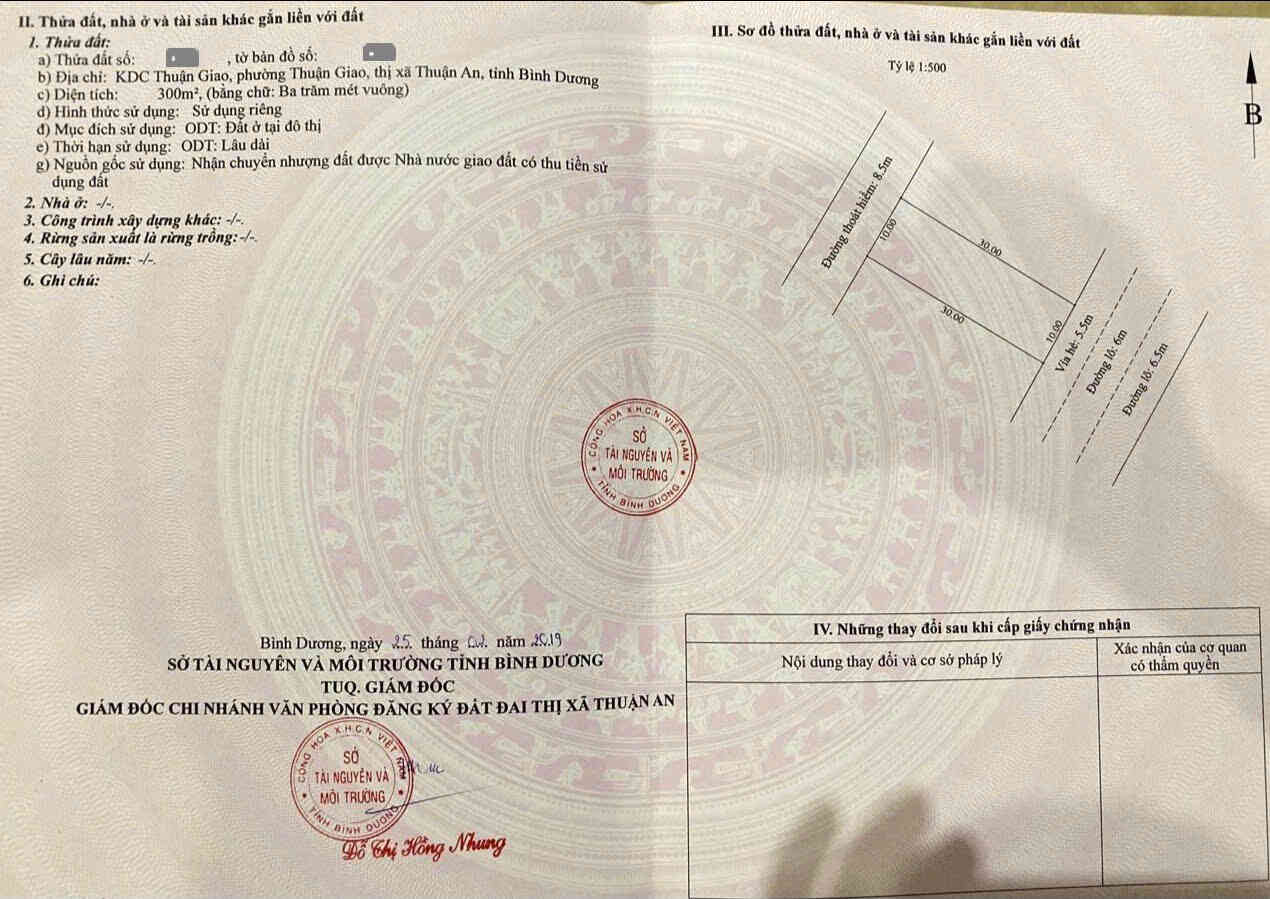 II. Thửa đất, nhà ở và tài sản khác gắn liền với đất
1. Thửa đất:
a) Thửa đất số: , tờ bản đồ số:
b) Địa chỉ: KDC Thuận Giao, phường Thuận Giao, thị xã Thuận An, tỉnh Bình Dương
c) Diện tích: 300m², (bằng chữ: Ba trăm mét vuông)
d) Hình thức sử dụng: Sử dụng riêng
đ) Mục đích sử dụng: ODT: Đất ở tại đô thị
e) Thời hạn sử dụng: ODT: Lâu dài
g) Nguồn gốc sử dụng: Nhận chuyển nhượng đất được Nhà nước giao đất có thu tiền sử
dụng đất
2. Nhà ở: -/-.
3. Công trình xây dựng khác: -/-.
4. Rừng sản xuất là rừng trồng: -/-.
5. Cây lâu năm: -/-.
6. Ghi chú:
Bình Dương, ngày 25 tháng năm 2019
SỞ TÀI NGUYÊN VÀ MÔI TRƯỜNG TỈNH BÌNH DƯƠNG
TUQ. GIÁM ĐỐC
GIÁM ĐỐC CHI NHÁNH VĂN PHÒNG ĐĂNG KÝ ĐẤT ĐAI THỊ XÃ THUẬN AN
CỘNG HÒA X.H.C.N VIỆT NAM
SỞ
TÀI NGUYÊN VÀ
MÔI TRƯỜNG
TỈNH BÌNH DƯƠNG
Đỗ Thị Hồng Nhung
CỘNG HÒA X.H.C.N VIỆT NAM
SỞ
TÀI NGUYÊN VÀ
MÔI TRƯỜNG
TỈNH BÌNH DƯƠNG
III. Sơ đồ thửa đất, nhà ở và tài sản khác gắn liền với đất
Tỷ lệ 1:500
B
Đường thoát hiểm: 8.5m
10.00
30.00
30.00
10.00
Vỉa hè: 5.5m
Đường lô: 6m
Đường lô: 6.5m
IV. Những thay đổi sau khi cấp giấy chứng nhận
Nội dung thay đổi và cơ sở pháp lý
Xác nhận của cơ quan
có thẩm quyền